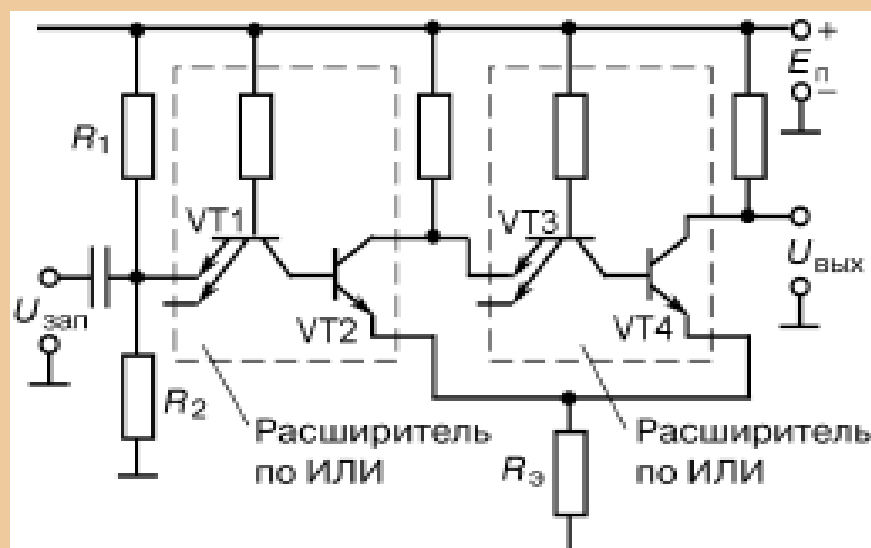 +
Eп
−
R1
VT1
VT3
Uзап
VT2
VT4
Uвых
R2
Расширитель
по ИЛИ
Rэ
Расширитель
по ИЛИ